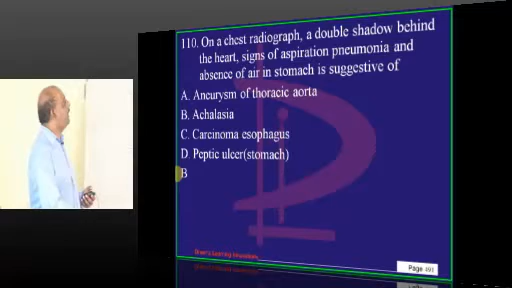 110. On a chest radiograph, a double shadow behind
the heart, signs of aspiration pneumonia and
absence of air in stomach is suggestive of
A. Aneurysm of thoracic aorta
B. Achalasia
C. Carcinoma esophagus
D. Peptic ulcer(stomach)
B
Page 491